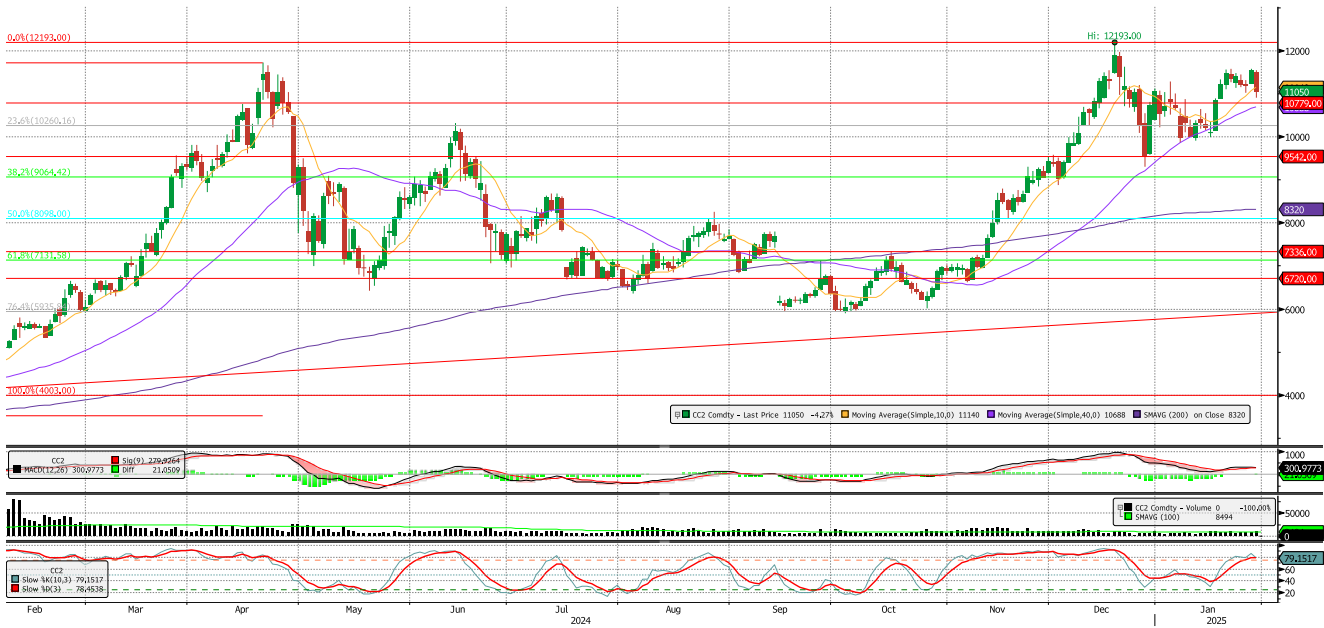 0.0%(12193.00)
Hi: 12193.00
12000
11050
10779.00
23.6%(10260.16)
10000
9542.00
38.2%(9064.42)
8320
50.0%(8098.00)
8000
7336.00
61.8%(7131.58)
6720.00
6000
100.0%(4003.00)
4000
CC2 Comdty - Last Price 11050 -4.27% Moving Average(Simple,10,0) 11140 Moving Average(Simple,40,0) 10688 SMAVG (200) on Close 8320
CC2 Sig(9) 279.9264
MACD(12,26) 300.9773 Diff 21.0509
1000
300.9773
CC2 Comdty - Volume 0 -100.00%
SMAVG (100) 8494
50000
0
CC2
Slow %K(10,3) 79.1517
Slow %D(3) 78.4538
79.1517
60
40
20
Feb Mar Apr May Jun Jul Aug Sep Oct Nov Dec Jan
2024 2025